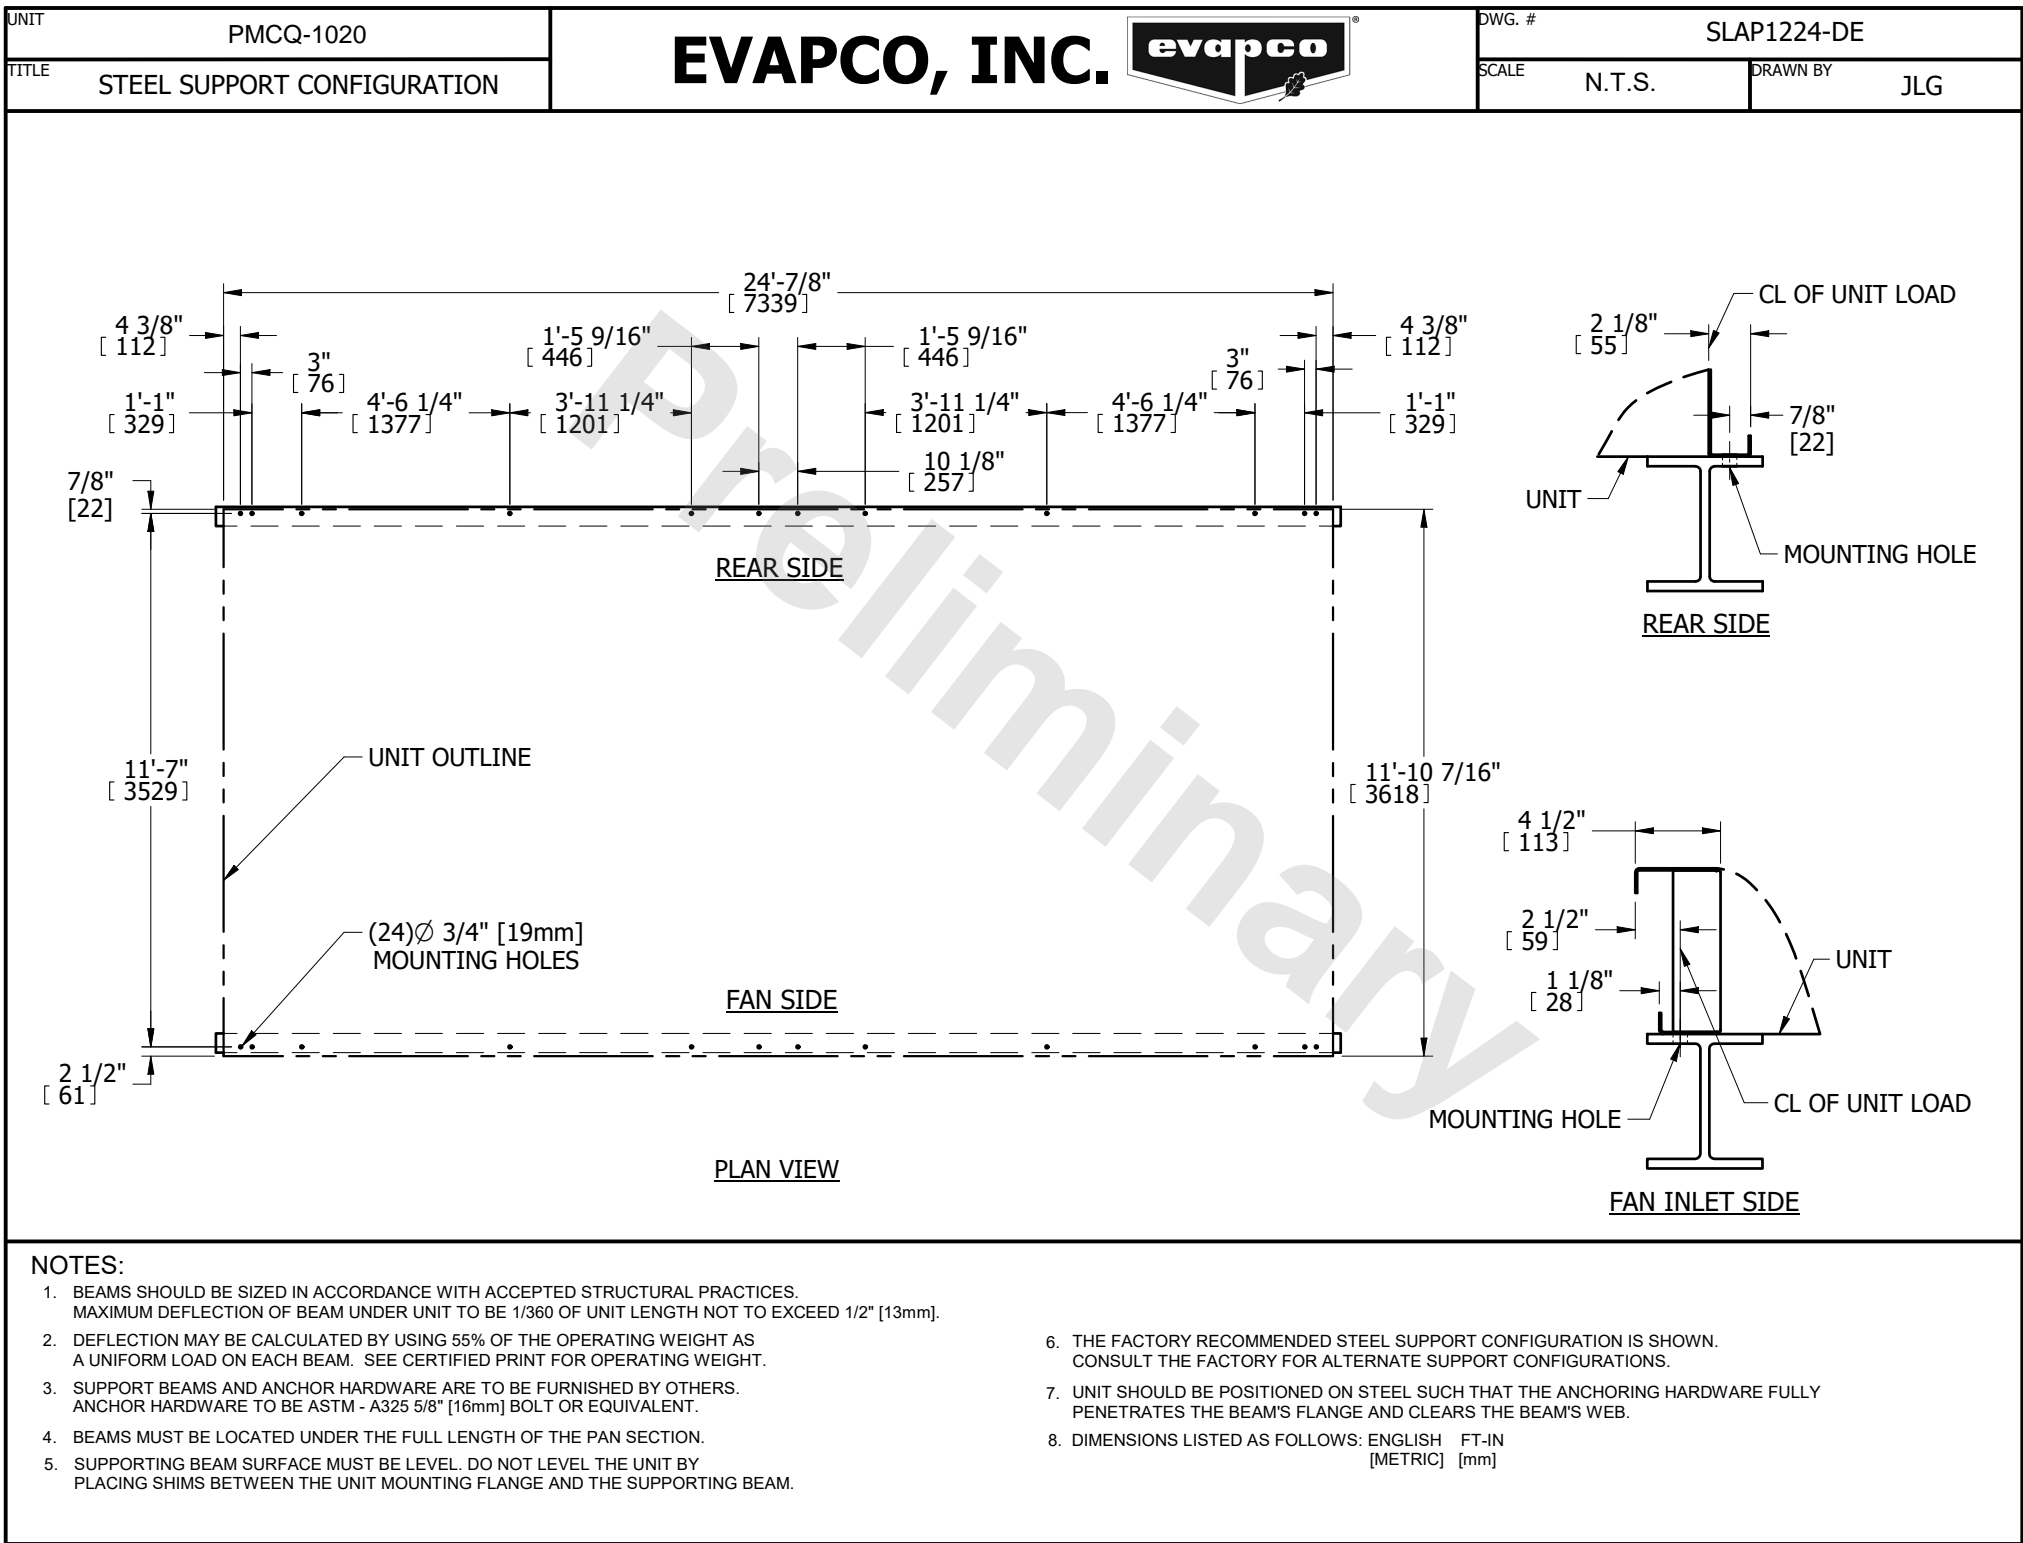 UNIT
PMCQ-1020
TITLE
STEEL SUPPORT CONFIGURATION
EVAPCO, INC.
evapco
®
DWG. #
SLAP1224-DE
SCALE
N.T.S.
DRAWN BY
JLG
24'-7/8"
[ 7339]
4 3/8"
[ 112]
3"
[ 76]
1'-5 9/16"
[ 446]
1'-5 9/16"
[ 446]
3"
[ 76]
4 3/8"
[ 112]
1'-1"
[ 329]
4'-6 1/4"
[ 1377]
3'-11 1/4"
[ 1201]
3'-11 1/4"
[ 1201]
4'-6 1/4"
[ 1377]
1'-1"
[ 329]
10 1/8"
[ 257]
7/8"
[22]
REAR SIDE
UNIT OUTLINE
11'-7"
[ 3529]
11'-10 7/16"
[ 3618]
(24)Ø 3/4" [19mm]
MOUNTING HOLES
FAN SIDE
2 1/2"
[ 61]
PLAN VIEW
Preliminary
CL OF UNIT LOAD
2 1/8"
[ 55]
7/8"
[22]
UNIT
MOUNTING HOLE
REAR SIDE
4 1/2"
[ 113]
2 1/2"
[ 59]
1 1/8"
[ 28]
UNIT
CL OF UNIT LOAD
MOUNTING HOLE
FAN INLET SIDE
NOTES:
1. BEAMS SHOULD BE SIZED IN ACCORDANCE WITH ACCEPTED STRUCTURAL PRACTICES.
MAXIMUM DEFLECTION OF BEAM UNDER UNIT TO BE 1/360 OF UNIT LENGTH NOT TO EXCEED 1/2" [13mm].
2. DEFLECTION MAY BE CALCULATED BY USING 55% OF THE OPERATING WEIGHT AS
A UNIFORM LOAD ON EACH BEAM. SEE CERTIFIED PRINT FOR OPERATING WEIGHT.
3. SUPPORT BEAMS AND ANCHOR HARDWARE ARE TO BE FURNISHED BY OTHERS.
ANCHOR HARDWARE TO BE ASTM - A325 5/8" [16mm] BOLT OR EQUIVALENT.
4. BEAMS MUST BE LOCATED UNDER THE FULL LENGTH OF THE PAN SECTION.
5. SUPPORTING BEAM SURFACE MUST BE LEVEL. DO NOT LEVEL THE UNIT BY
PLACING SHIMS BETWEEN THE UNIT MOUNTING FLANGE AND THE SUPPORTING BEAM.
6. THE FACTORY RECOMMENDED STEEL SUPPORT CONFIGURATION IS SHOWN.
CONSULT THE FACTORY FOR ALTERNATE SUPPORT CONFIGURATIONS.
7. UNIT SHOULD BE POSITIONED ON STEEL SUCH THAT THE ANCHORING HARDWARE FULLY
PENETRATES THE BEAM'S FLANGE AND CLEARS THE BEAM'S WEB.
8. DIMENSIONS LISTED AS FOLLOWS: ENGLISH FT-IN
[METRIC] [mm]